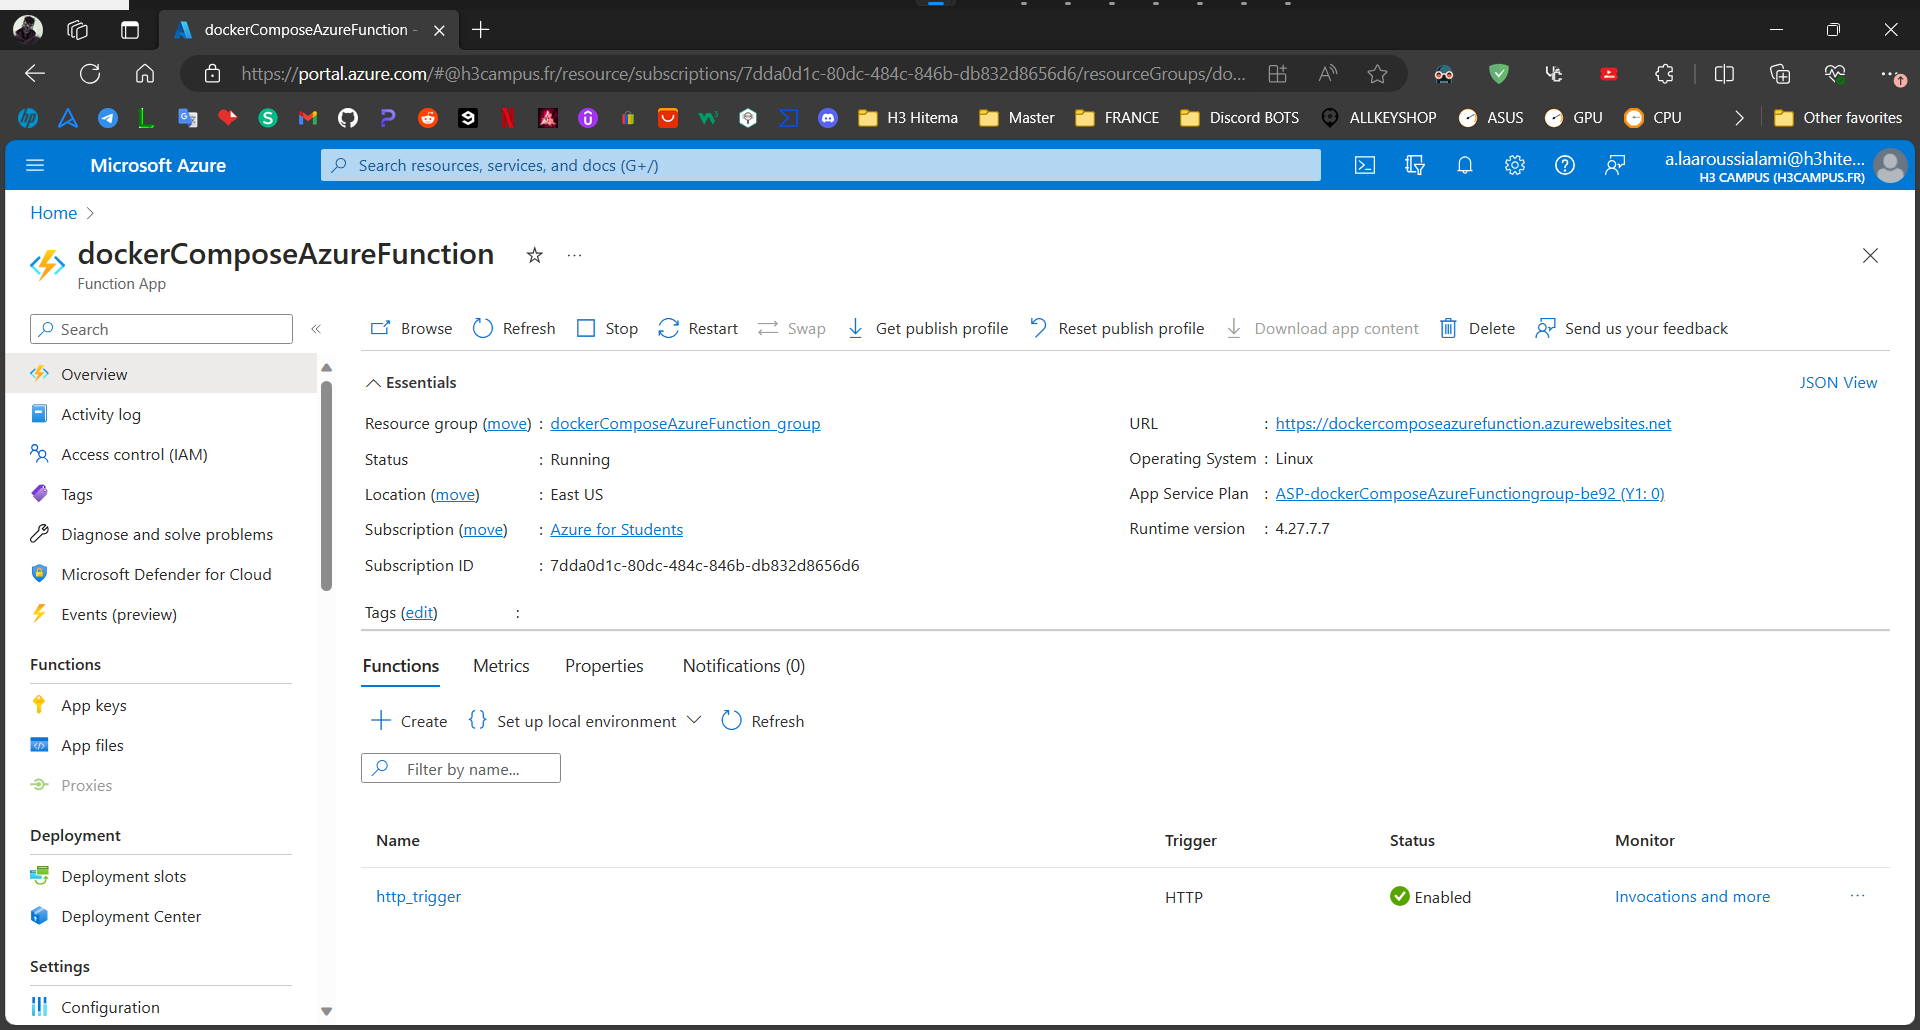 dockerComposeAzureFunction -
https://portal.azure.com/#@h3campus.fr/resource/subscriptions/7dda0d1c-80dc-484c-846b-db832d8656d6/resourceGroups/do...
H3 Hitema Master FRANCE Discord BOTS ALLKEYSHOP ASUS GPU CPU Other favorites
Microsoft Azure
Search resources, services, and docs (G+/)
a.laaroussialami@h3hite...
H3 CAMPUS (H3CAMPUS.FR)
Home
dockerComposeAzureFunction
Function App
Search
Browse Refresh Stop Restart Swap Get publish profile Reset publish profile Download app content Delete Send us your feedback
Overview
Activity log
Access control (IAM)
Tags
Diagnose and solve problems
Microsoft Defender for Cloud
Events (preview)
Functions
App keys
App files
Proxies
Deployment
Deployment slots
Deployment Center
Settings
Configuration
Essentials
JSON View
Resource group (move) : dockerComposeAzureFunction_group
Status : Running
Location (move) : East US
Subscription (move) : Azure for Students
Subscription ID : 7dda0d1c-80dc-484c-846b-db832d8656d6
Tags (edit) :
URL : https://dockercomposeazurefunction.azurewebsites.net
Operating System : Linux
App Service Plan : ASP-dockerComposeAzureFunctiongroup-be92 (Y1: 0)
Runtime version : 4.27.7.7
Functions Metrics Properties Notifications (0)
Create Set up local environment Refresh
Filter by name...
Name Trigger Status Monitor
http_trigger HTTP Enabled Invocations and more